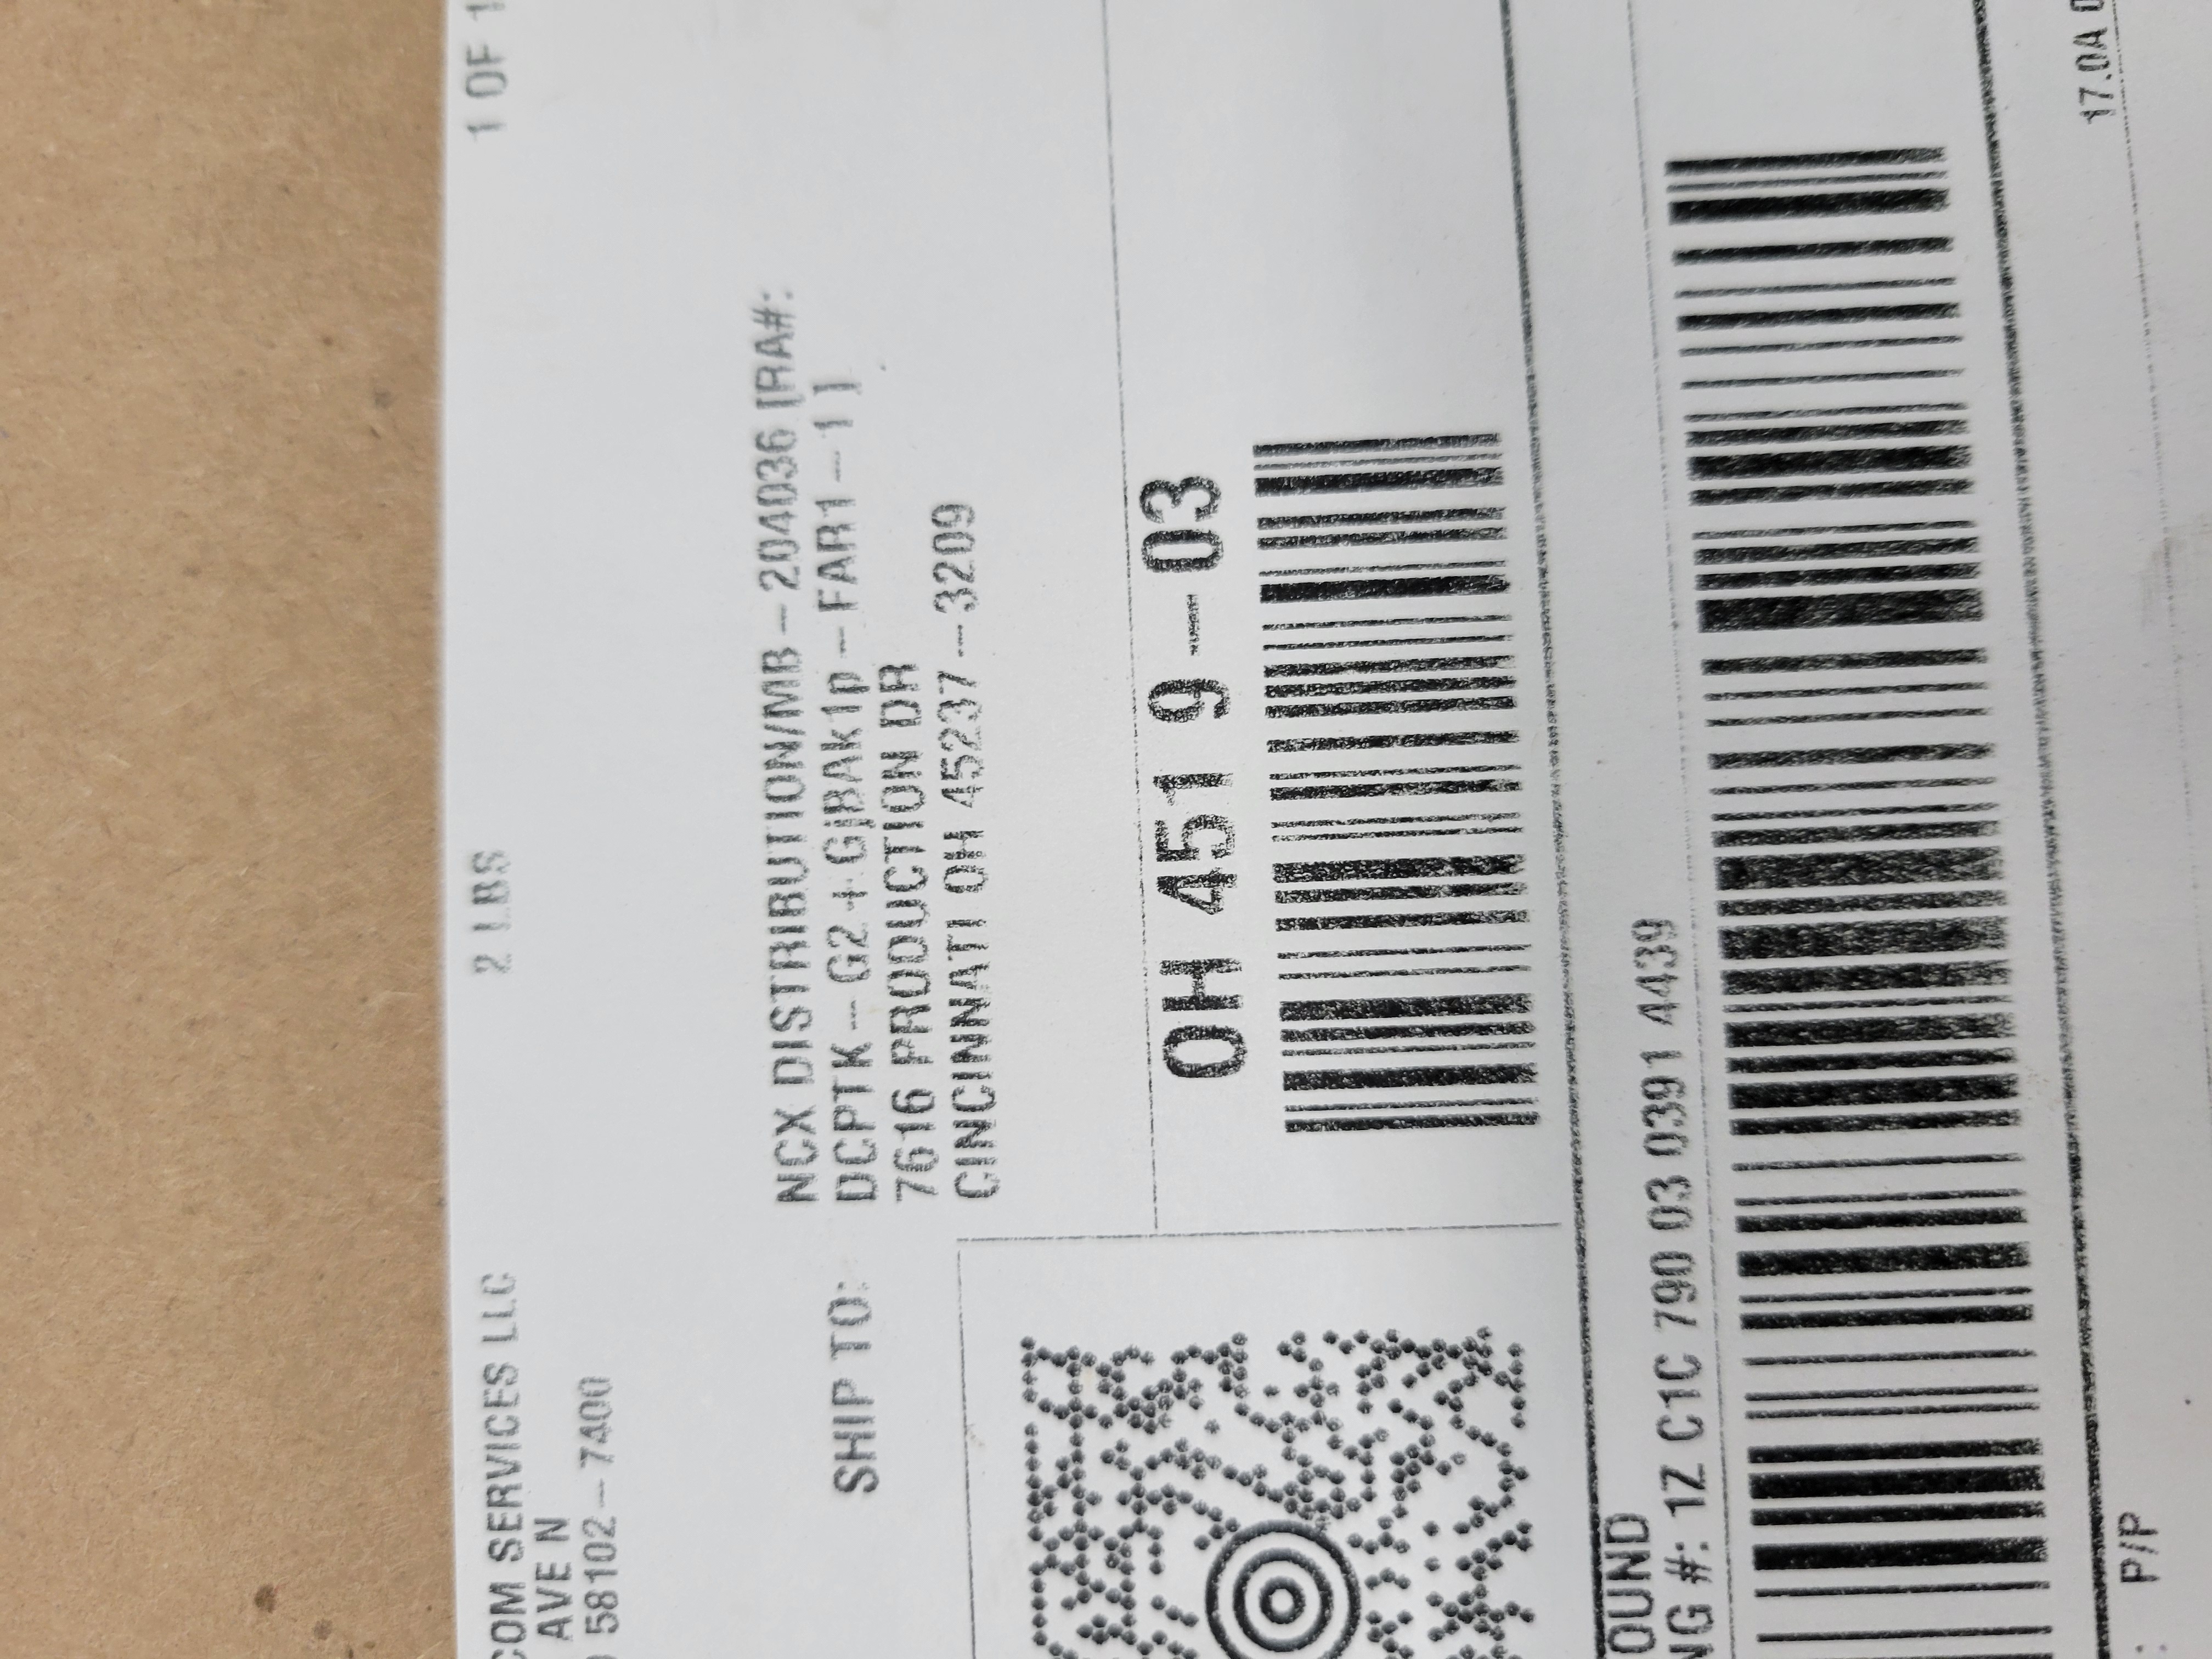 COM SERVICES LLC
AVE N
58102-7400
2 LBS
1 OF 1
SHIP TO:
NCX DISTRIBUTION/MB-204036 [RA#:
DCPTK-G2+GjBAK1p-FAR1-1]
7616 PRODUCTION DR
CINCINNATI OH 45237-3209
OH 451 9-03
OUND
NG #: 1Z C1C 790 03 0391 4439
P/P
17.0A 0